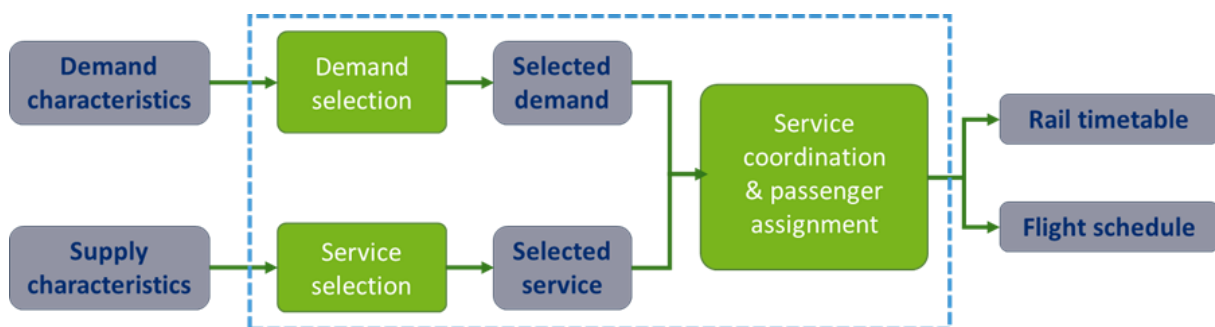 Demand
characteristics
Demand
selection
Selected
demand
Service
coordination
& passenger
assignment
Rail timetable
Flight schedule
Supply
characteristics
Service
selection
Selected
service